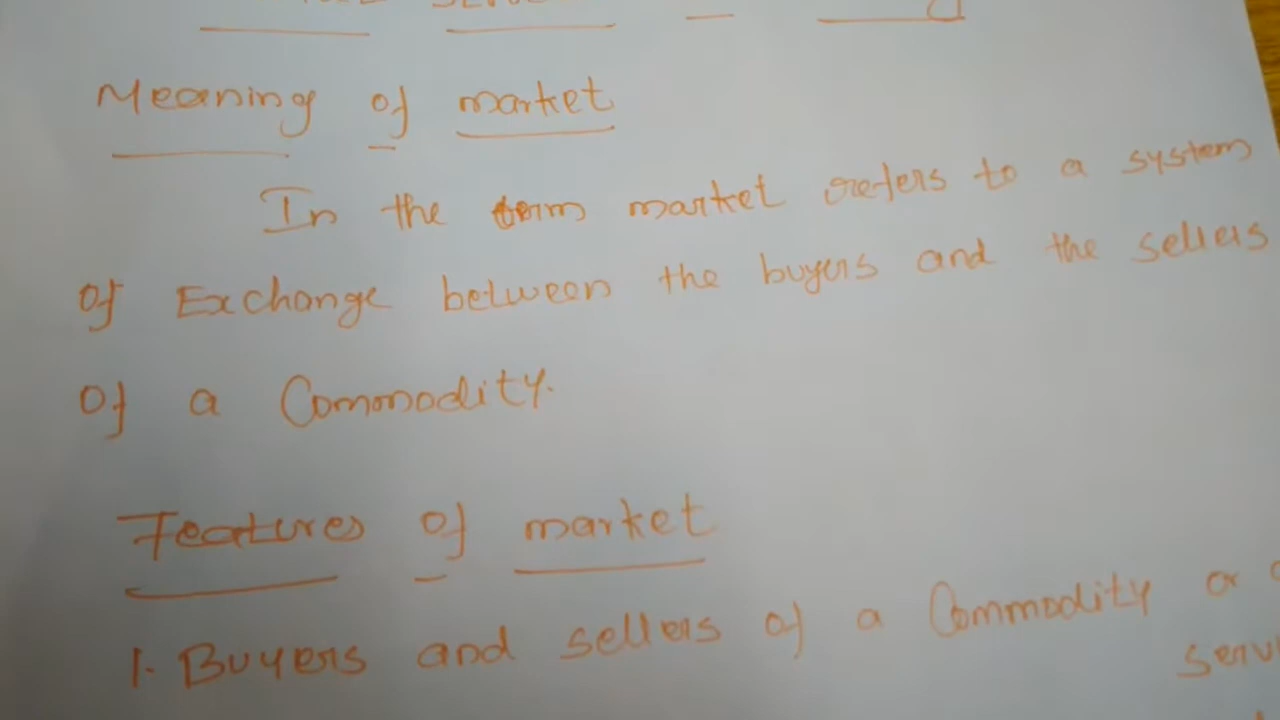 Meaning of market
In the term market refers to a system
Of Exchange between the buyers and the sellers
Of a Commodity.
Features of market
1. Buyers and sellers of a Commodity or